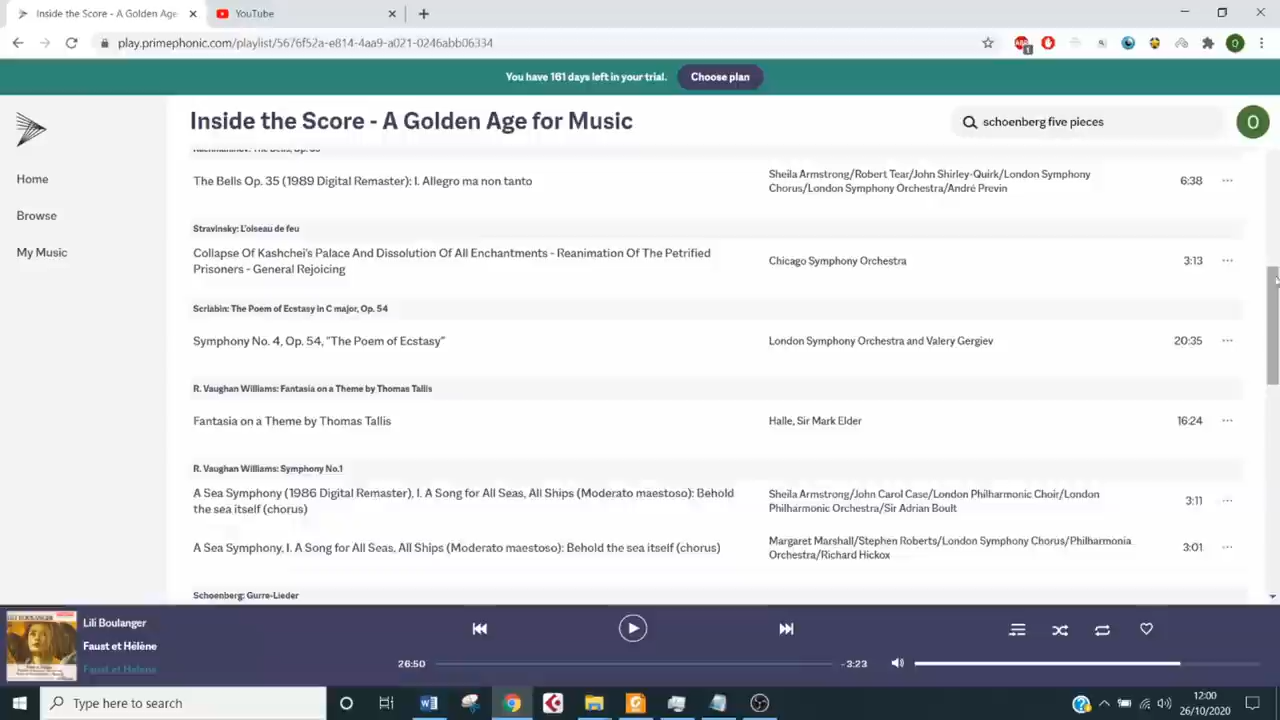 Inside the Score - A Golden Age
YouTube
play.primephonic.com/playlist/5676f52a-e814-4aa9-a021-0246abb06334
1
O
You have 161 days left in your trial.
Choose plan
Inside the Score - A Golden Age for Music
schoenberg five pieces
O
Home
Browse
My Music
The Bells Op. 35 (1989 Digital Remaster): I. Allegro ma non tanto
Sheila Armstrong/Robert Tear/John Shirley-Quirk/London Symphony
Chorus/London Symphony Orchestra/André Previn
6:38
Stravinsky: L'oiseau de feu
Collapse Of Kashchei's Palace And Dissolution Of All Enchantments - Reanimation Of The Petrified
Prisoners - General Rejoicing
Chicago Symphony Orchestra
3:13
Scriabin: The Poem of Ecstasy in C major, Op. 54
Symphony No. 4, Op. 54, "The Poem of Ecstasy"
London Symphony Orchestra and Valery Gergiev
20:35
R. Vaughan Williams: Fantasia on a Theme by Thomas Tallis
Fantasia on a Theme by Thomas Tallis
Halle, Sir Mark Elder
16:24
R. Vaughan Williams: Symphony No.1
A Sea Symphony (1986 Digital Remaster), I. A Song for All Seas, All Ships (Moderato maestoso): Behold
the sea itself (chorus)
Sheila Armstrong/John Carol Case/London Philharmonic Choir/London
Philharmonic Orchestra/Sir Adrian Boult
3:11
A Sea Symphony, I. A Song for All Seas, All Ships (Moderato maestoso): Behold the sea itself (chorus)
Margaret Marshall/Stephen Roberts/London Symphony Chorus/Philharmonia
Orchestra/Richard Hickox
3:01
Schoenberg: Gurre-Lieder
Lili Boulanger
Faust et Hélène
Faust et Hélène
26:50
-3:23
Type here to search
12:00
26/10/2020